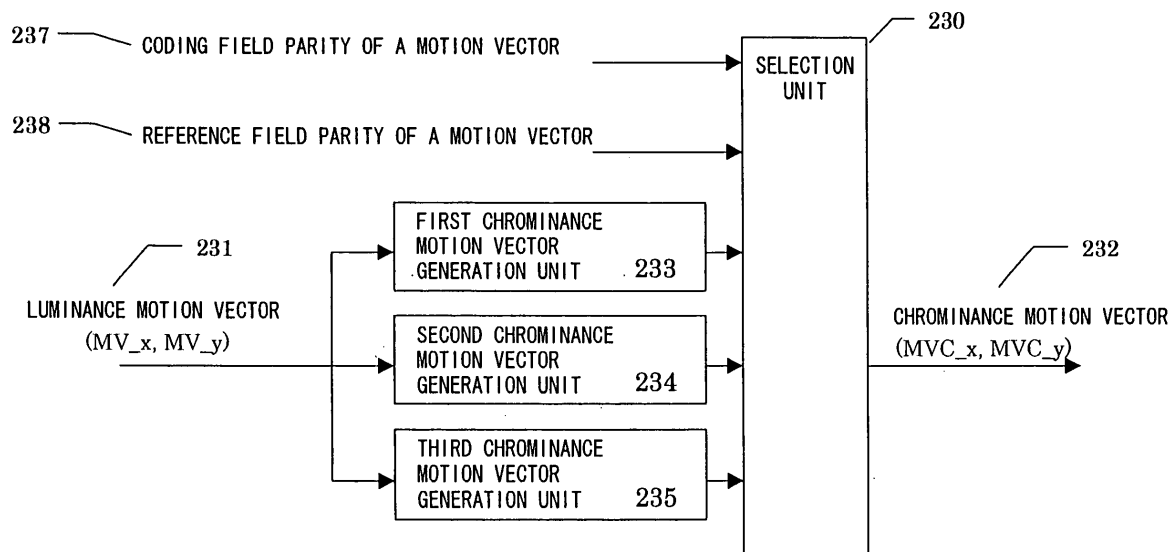 237
CODING FIELD PARITY OF A MOTION VECTOR
230
SELECTION
UNIT
238
REFERENCE FIELD PARITY OF A MOTION VECTOR
FIRST CHROMINANCE
MOTION VECTOR
GENERATION UNIT 233
231
LUMINANCE MOTION VECTOR
(MV_x, MV_y)
SECOND CHROMINANCE
MOTION VECTOR
GENERATION UNIT 234
THIRD CHROMINANCE
MOTION VECTOR
GENERATION UNIT 235
232
CHROMINANCE MOTION VECTOR
(MVC_x, MVC_y)